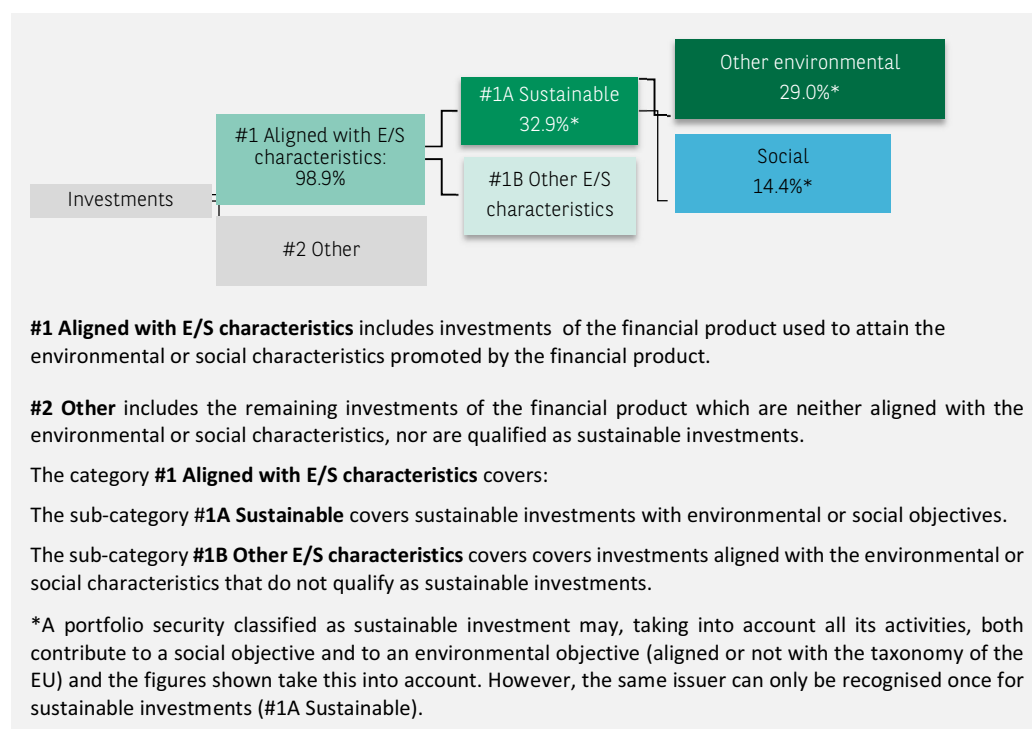 Other environmental
29.0%*
#1A Sustainable
32.9%*
#1 Aligned with E/S
characteristics:
98.9%
Social
14.4%*
#1B Other E/S
characteristics
Investments
#2 Other
#1 Aligned with E/S characteristics includes investments of the financial product used to attain the
environmental or social characteristics promoted by the financial product.
#2 Other includes the remaining investments of the financial product which are neither aligned with the
environmental or social characteristics, nor are qualified as sustainable investments.
The category #1 Aligned with E/S characteristics covers:
The sub-category #1A Sustainable covers sustainable investments with environmental or social objectives.
The sub-category #1B Other E/S characteristics covers covers investments aligned with the environmental or
social characteristics that do not qualify as sustainable investments.
*A portfolio security classified as sustainable investment may, taking into account all its activities, both
contribute to a social objective and to an environmental objective (aligned or not with the taxonomy of the
EU) and the figures shown take this into account. However, the same issuer can only be recognised once for
sustainable investments (#1A Sustainable).